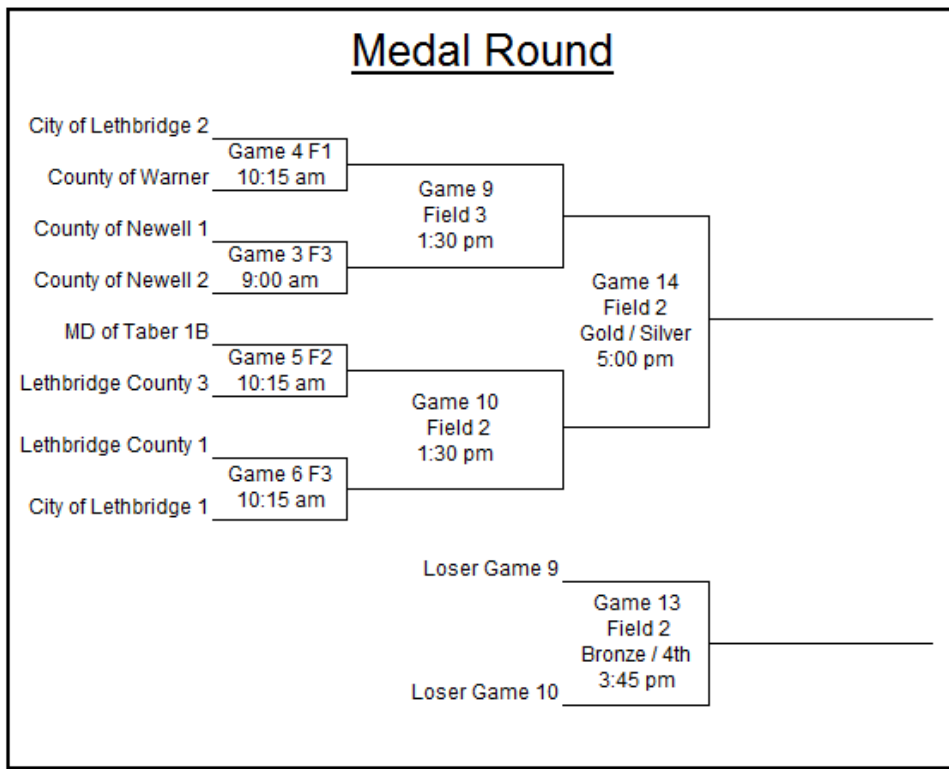 Medal Round
City of Lethbridge 2
Game 4 F1
County of Warner
10:15 am
Game 9
Field 3
1:30 pm
County of Newell 1
Game 3 F3
County of Newell 2
9:00 am
Game 14
Field 2
Gold / Silver
5:00 pm
MD of Taber 1B
Game 5 F2
Lethbridge County 3
10:15 am
Game 10
Field 2
1:30 pm
Lethbridge County 1
Game 6 F3
City of Lethbridge 1
10:15 am
Loser Game 9
Game 13
Field 2
Bronze / 4th
3:45 pm
Loser Game 10